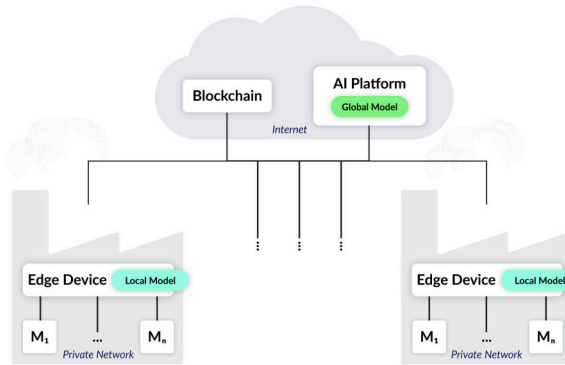 Blockchain
AI Platform
Global Model
Internet
⋮ ⋮ ⋮
Edge Device Local Model
M₁ ... Mₙ
Private Network
Edge Device Local Model
M₁ ... Mₙ
Private Network